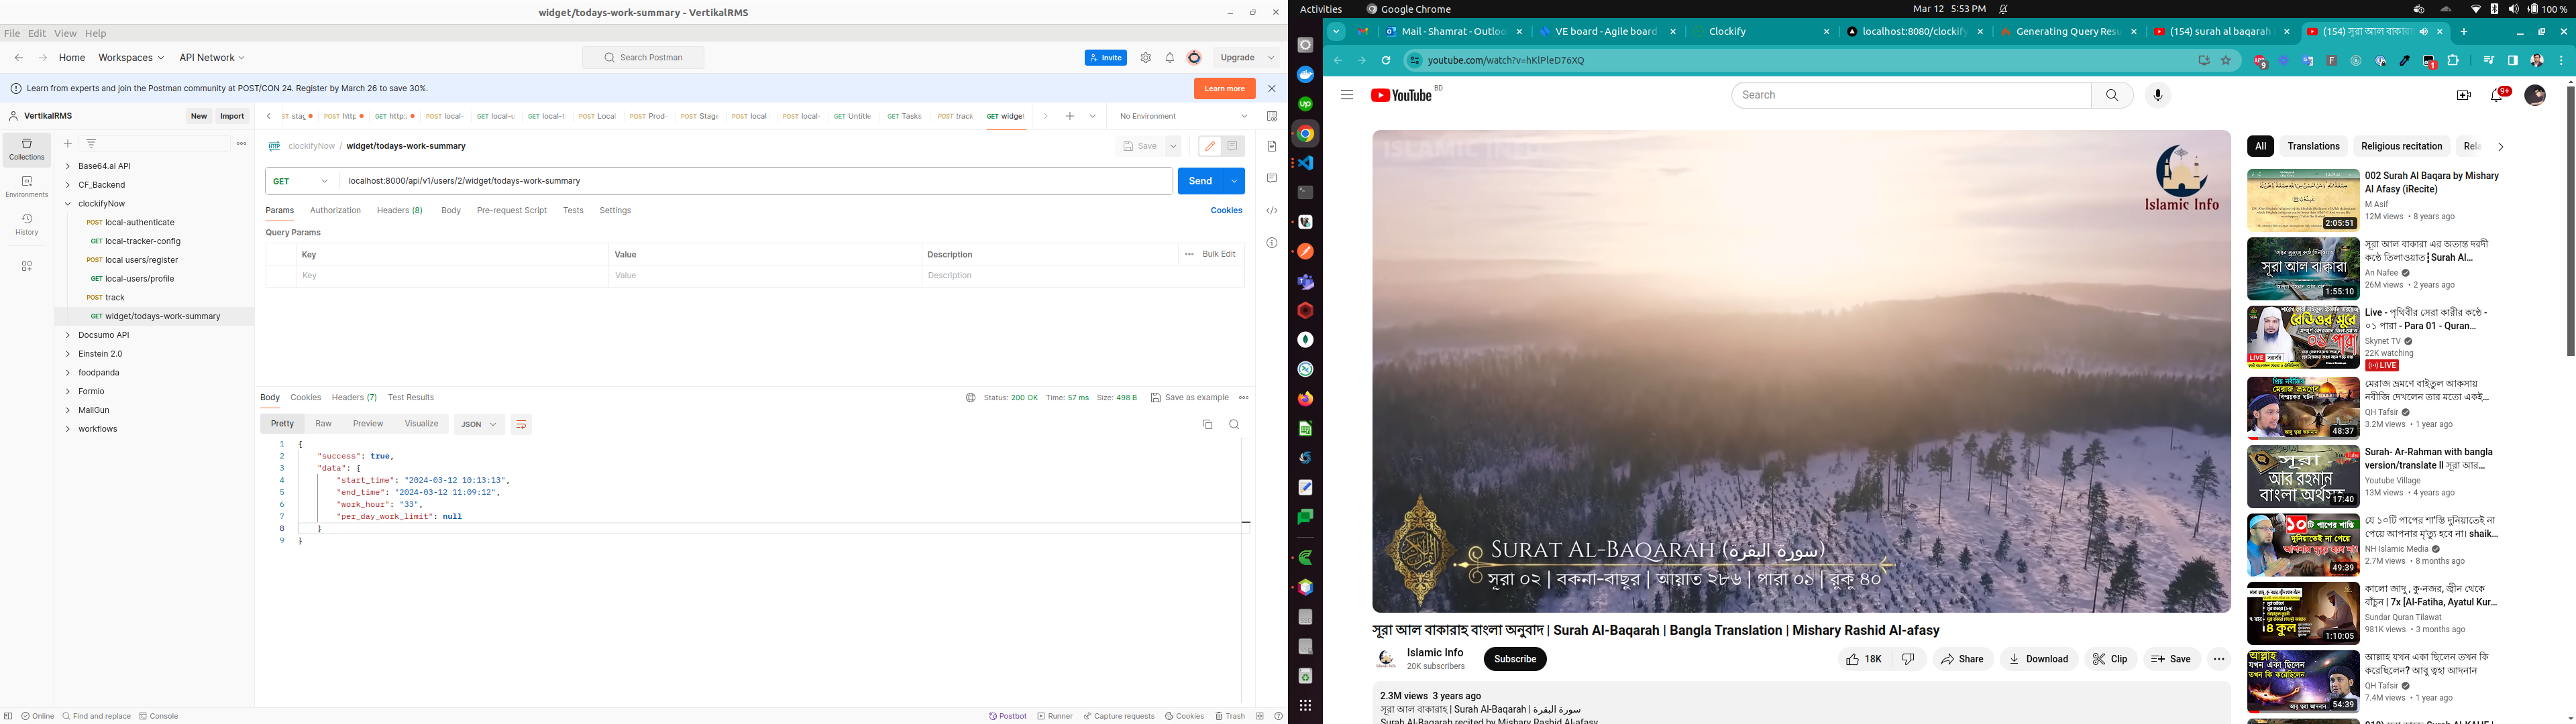 widget/todays-work-summary - VertikalRMS
File Edit View Help
Home Workspaces API Network
Search Postman
Invite
Upgrade
Learn from experts and join the Postman community at POST/CON 24. Register by March 26 to save 30%.
Learn more
VertikalRMS
New Import
POST local-
GET local-u
GET local-t
POST Local
POST Prod-
POST Stage
POST local
POST local-
GET Untitle
GET Tasks
POST track
GET widget
No Environment
Collections
Environments
History
Base64.ai API
CF_Backend
clockifyNow
POST local-authenticate
GET local-tracker-config
POST local users/register
GET local-users/profile
POST track
GET widget/todays-work-summary
Docsumo API
Einstein 2.0
foodpanda
Formio
MailGun
workflows
clockifyNow / widget/todays-work-summary
Save
GET
localhost:8000/api/v1/users/2/widget/todays-work-summary
Send
Params Authorization Headers (8) Body Pre-request Script Tests Settings
Cookies
Query Params
Key Value Description
Bulk Edit
Key Value Description
Body Cookies Headers (7) Test Results
Status: 200 OK Time: 57 ms Size: 498 B
Save as example
Pretty Raw Preview Visualize JSON
1 {
2 "success": true,
3 "data": {
4 "start_time": "2024-03-12 10:13:13",
5 "end_time": "2024-03-12 11:09:12",
6 "work_hour": "33",
7 "per_day_work_limit": null
8 }
9 }
Online Find and replace Console
Postbot Runner Capture requests Cookies Trash
Activities Google Chrome
Mar 12 5:53 PM
100 %
Mail - Shamrat - Outlo
VE board - Agile board
Clockify
localhost:8080/clockify
Generating Query Resu
(154) surah al baqarah
(154) সূরা আল বাকারা
youtube.com/watch?v=hKlPleD76XQ
YouTube BD
Search
9+
ISLAMIC INFO
Islamic Info
SURAT AL-BAQARAH (سورة البقرة)
সূরা ০২ | বকনা-বাছুর | আয়াত ২৮৬ | পারা ০১ | রুকু ৪০
সূরা আল বাকারাহ বাংলা অনুবাদ | Surah Al-Baqarah | Bangla Translation | Mishary Rashid Al-afasy
Islamic Info
20K subscribers
Subscribe
18K
Share
Download
Clip
Save
2.3M views 3 years ago
সূরা আল বাকারাহ | Surah Al-Baqarah | سورة البقرة
Surah Al-Baqarah recited by Mishary Rashid Al-afasy
All Translations Religious recitation Rela
002 Surah Al Baqara by Mishary Al Afasy (iRecite)
M Asif
12M views • 8 years ago
2:05:51
সূরা আল বাকারা এর অত্যন্ত দরদী
কন্ঠে তিলাওয়াত┇Surah Al...
An Nafee
26M views • 2 years ago
সূরা আল বাক্বারা
1:55:10
Live - পৃথিবীর সেরা কারীর কন্ঠে -
০১ পারা - Para 01 - Quran...
Skynet TV
22K watching
LIVE
মেরাজ ভ্রমণে বাইতুল আকসায়
নবীজি দেখলেন তার মতো একই...
QH Tafsir
3.2M views • 1 year ago
48:37
Surah- Ar-Rahman with bangla
version/translate ll সূরা আর...
Youtube Village
13M views • 4 years ago
আর রহমান
বাংলা অর্থসহ
17:40
যে ১০টি পাপের শাস্তি দুনিয়াতেই না
পেয়ে আপনার মৃত্যু হবে না। shaik...
NH Islamic Media
2.7M views • 8 months ago
49:39
কালো জাদু , কু-নজর, জ্বীন থেকে
বাঁচুন | 7x [Al-Fatiha, Ayatul Kur...
Sundar Quran Tilawat
981K views • 3 months ago
1:10:05
আল্লাহ যখন একা ছিলেন তখন কি
করেছিলেন? আবু ত্বহা আদনান
QH Tafsir
7.4M views • 1 year ago
54:39